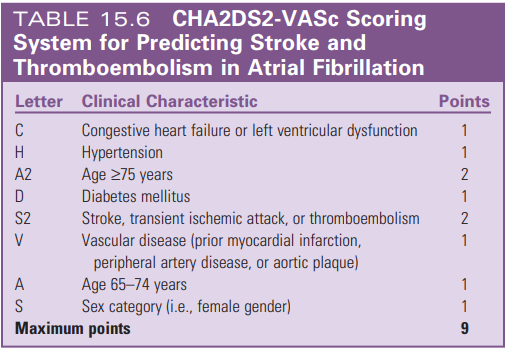 TABLE 15.6 CHA2DS2-VASc Scoring
System for Predicting Stroke and
Thromboembolism in Atrial Fibrillation
Letter Clinical Characteristic Points
C Congestive heart failure or left ventricular dysfunction 1
H Hypertension 1
A2 Age ≥75 years 2
D Diabetes mellitus 1
S2 Stroke, transient ischemic attack, or thromboembolism 2
V Vascular disease (prior myocardial infarction, 1
peripheral artery disease, or aortic plaque)
A Age 65–74 years 1
S Sex category (i.e., female gender) 1
Maximum points 9